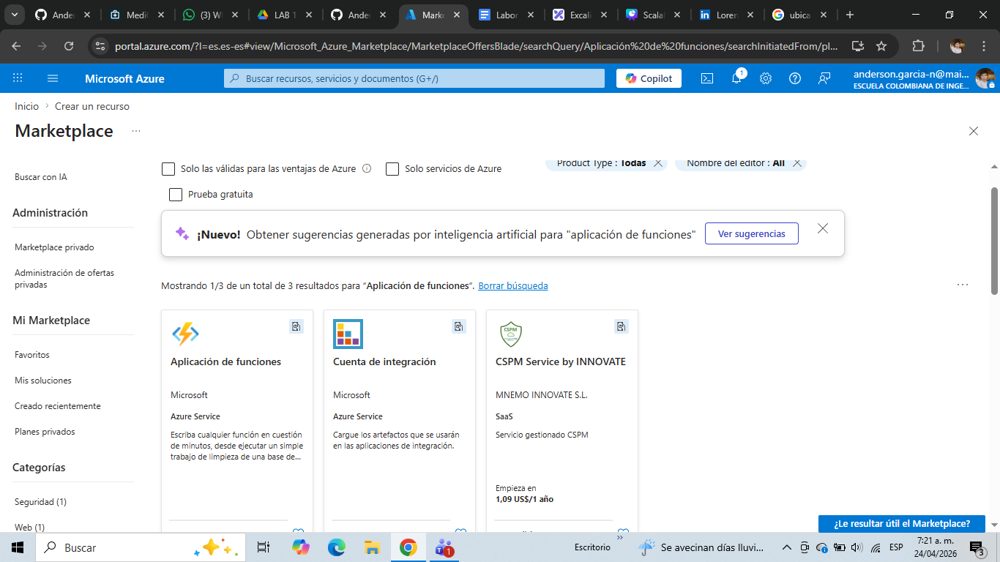 Ander
MediC
(3) W
LAB 1
Ander
Marke
Labor
Excali
Scalal
Loren
ubica
portal.azure.com/?l=es.es-es#view/Microsoft_Azure_Marketplace/MarketplaceOffersBlade/searchQuery/Aplicación%20de%20funciones/searchInitiatedFrom/pl...
Microsoft Azure
Buscar recursos, servicios y documentos (G+/)
Copilot
1
anderson.garcia-n@mai...
ESCUELA COLOMBIANA DE INGE...
Inicio > Crear un recurso
Marketplace ...
Buscar con IA
Administración
Marketplace privado
Administración de ofertas
privadas
Mi Marketplace
Favoritos
Mis soluciones
Creado recientemente
Planes privados
Categorías
Seguridad (1)
Web (1)
Solo las válidas para las ventajas de Azure
Solo servicios de Azure
Product Type : Todas
Nombre del editor : All
Prueba gratuita
¡Nuevo! Obtener sugerencias generadas por inteligencia artificial para "aplicación de funciones"
Ver sugerencias
Mostrando 1/3 de un total de 3 resultados para “Aplicación de funciones”. Borrar búsqueda
Aplicación de funciones
Microsoft
Azure Service
Escriba cualquier función en cuestión
de minutos, desde ejecutar un simple
trabajo de limpieza de una base de...
Cuenta de integración
Microsoft
Azure Service
Cargue los artefactos que se usarán
en las aplicaciones de integración.
CSPM
CSPM Service by INNOVATE
MNEMO INNOVATE S.L.
SaaS
Servicio gestionado CSPM
Empieza en
1,09 US$/1 año
¿Le resultar útil el Marketplace?
Buscar
1
Escritorio
Se avecinan días lluvi...
ESP
7:21 a. m.
24/04/2026
3